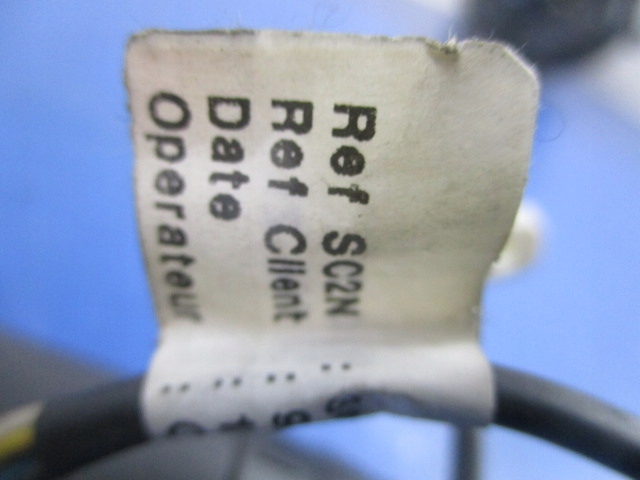 Ref SC2N :
Ref Client :
Date :
Operateur :